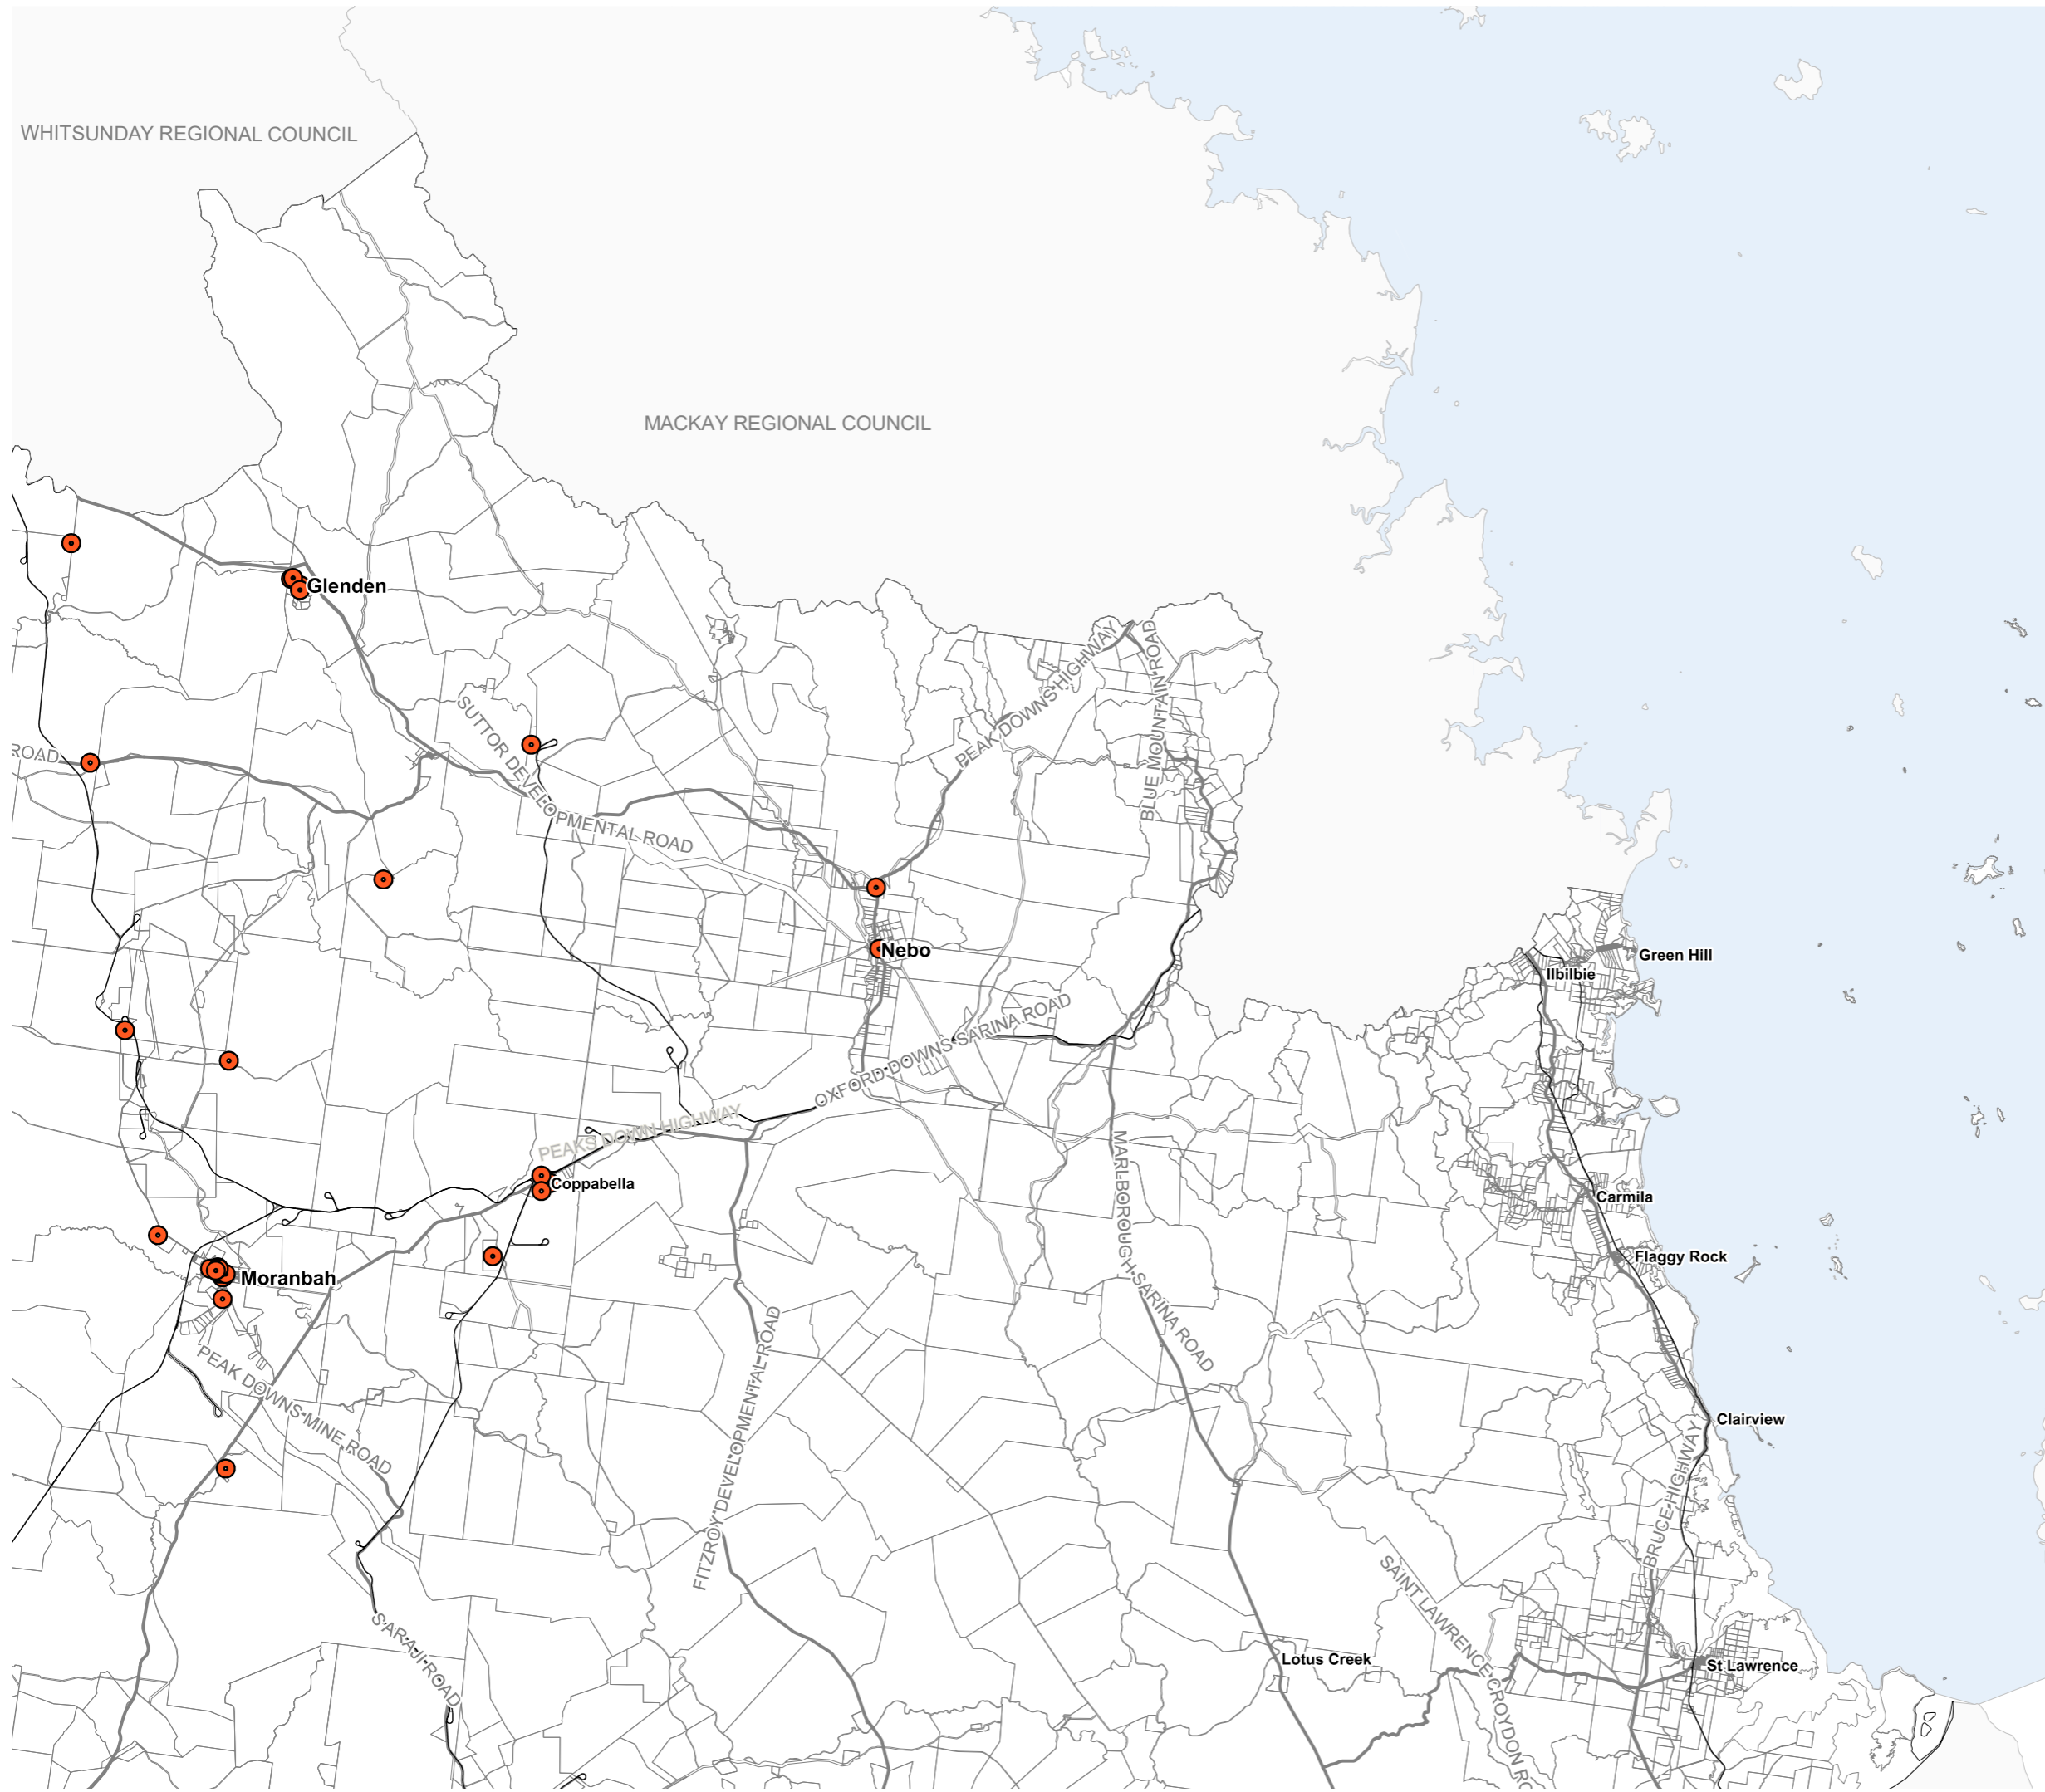 WHITSUNDAY REGIONAL COUNCIL
MACKAY REGIONAL COUNCIL
Glenden
PEAK DOWNS HIGHWAY
BLUE MOUNTAIN ROAD
SUTTOR DEVELOPMENTAL ROAD
ROAD
Nebo
Green Hill
Ilbilbie
OXFORD DOWNS SARINA ROAD
PEAKS DOWN HIGHWAY
Coppabella
MARLBOROUGH-SARINA ROAD
Carmila
Flaggy Rock
Moranbah
PEAK DOWNS MINE ROAD
FITZROY DEVELOPMENTAL ROAD
Clairview
BRUCE HIGHWAY
SARAJI ROAD
SAINT LAWRENCE CROYDON RO
Lotus Creek
St Lawrence